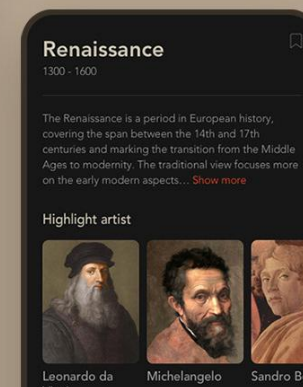 Renaissance
1300 - 1600
The Renaissance is a period in European history,
covering the span between the 14th and 17th
centuries and marking the transition from the Middle
Ages to modernity. The traditional view focuses more
on the early modern aspects... Show more
Highlight artist
Leonardo da
Michelangelo
Sandro B